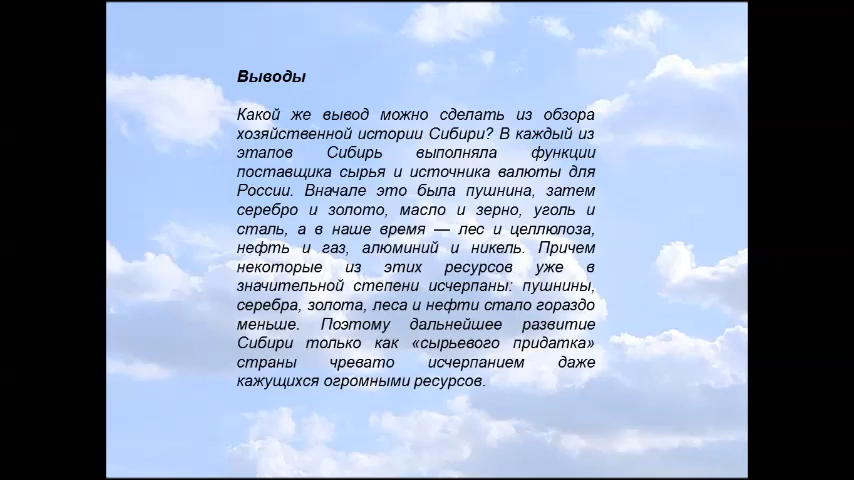 Выводы
Какой же вывод можно сделать из обзора
хозяйственной истории Сибири? В каждый из
этапов Сибирь выполняла функции
поставщика сырья и источника валюты для
России. Вначале это была пушнина, затем
серебро и золото, масло и зерно, уголь и
сталь, а в наше время — лес и целлюлоза,
нефть и газ, алюминий и никель. Причем
некоторые из этих ресурсов уже в
значительной степени исчерпаны: пушнины,
серебра, золота, леса и нефти стало гораздо
меньше. Поэтому дальнейшее развитие
Сибири только как «сырьевого придатка»
страны чревато исчерпанием даже
кажущихся огромными ресурсов.